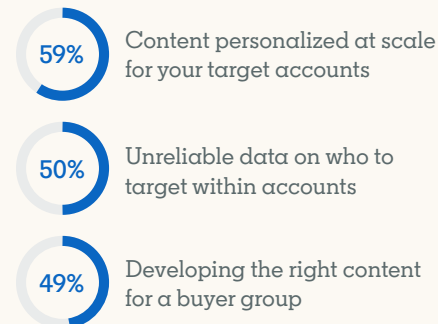 59%
Content personalized at scale
for your target accounts
50%
Unreliable data on who to
target within accounts
49%
Developing the right content
for a buyer group